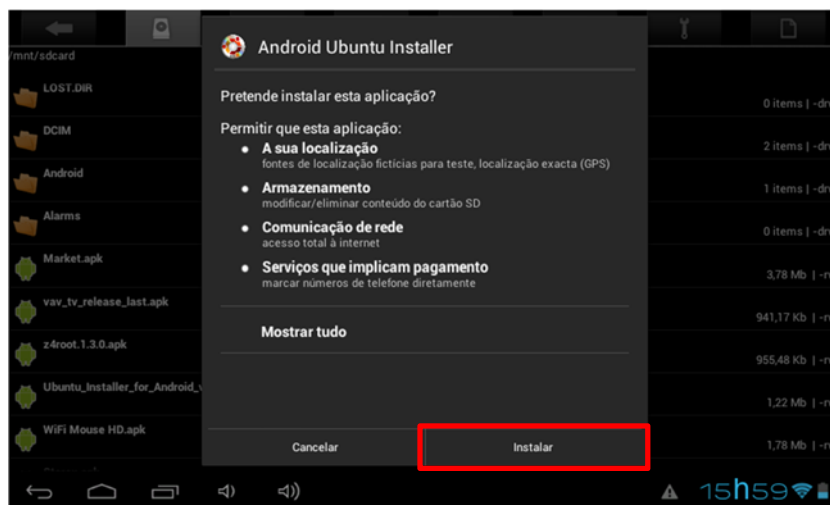 /mnt/sdcard
LOST.DIR
0 items | -dr
DCIM
2 items | -dr
Android
1 items | -dr
Alarms
0 items | -dr
Market.apk
3,78 Mb | -r
vav_tv_release_last.apk
941,17 Kb | -r
z4root.1.3.0.apk
955,48 Kb | -r
Ubuntu_Installer_for_Android_
1,22 Mb | -r
WiFi Mouse HD.apk
1,78 Mb | -r
Android Ubuntu Installer
Pretende instalar esta aplicação?
Permitir que esta aplicação:
• A sua localização
fontes de localização fictícias para teste, localização exacta (GPS)
• Armazenamento
modificar/eliminar conteúdo do cartão SD
• Comunicação de rede
acesso total à internet
• Serviços que implicam pagamento
marcar números de telefone diretamente
Mostrar tudo
Cancelar
Instalar
15h59